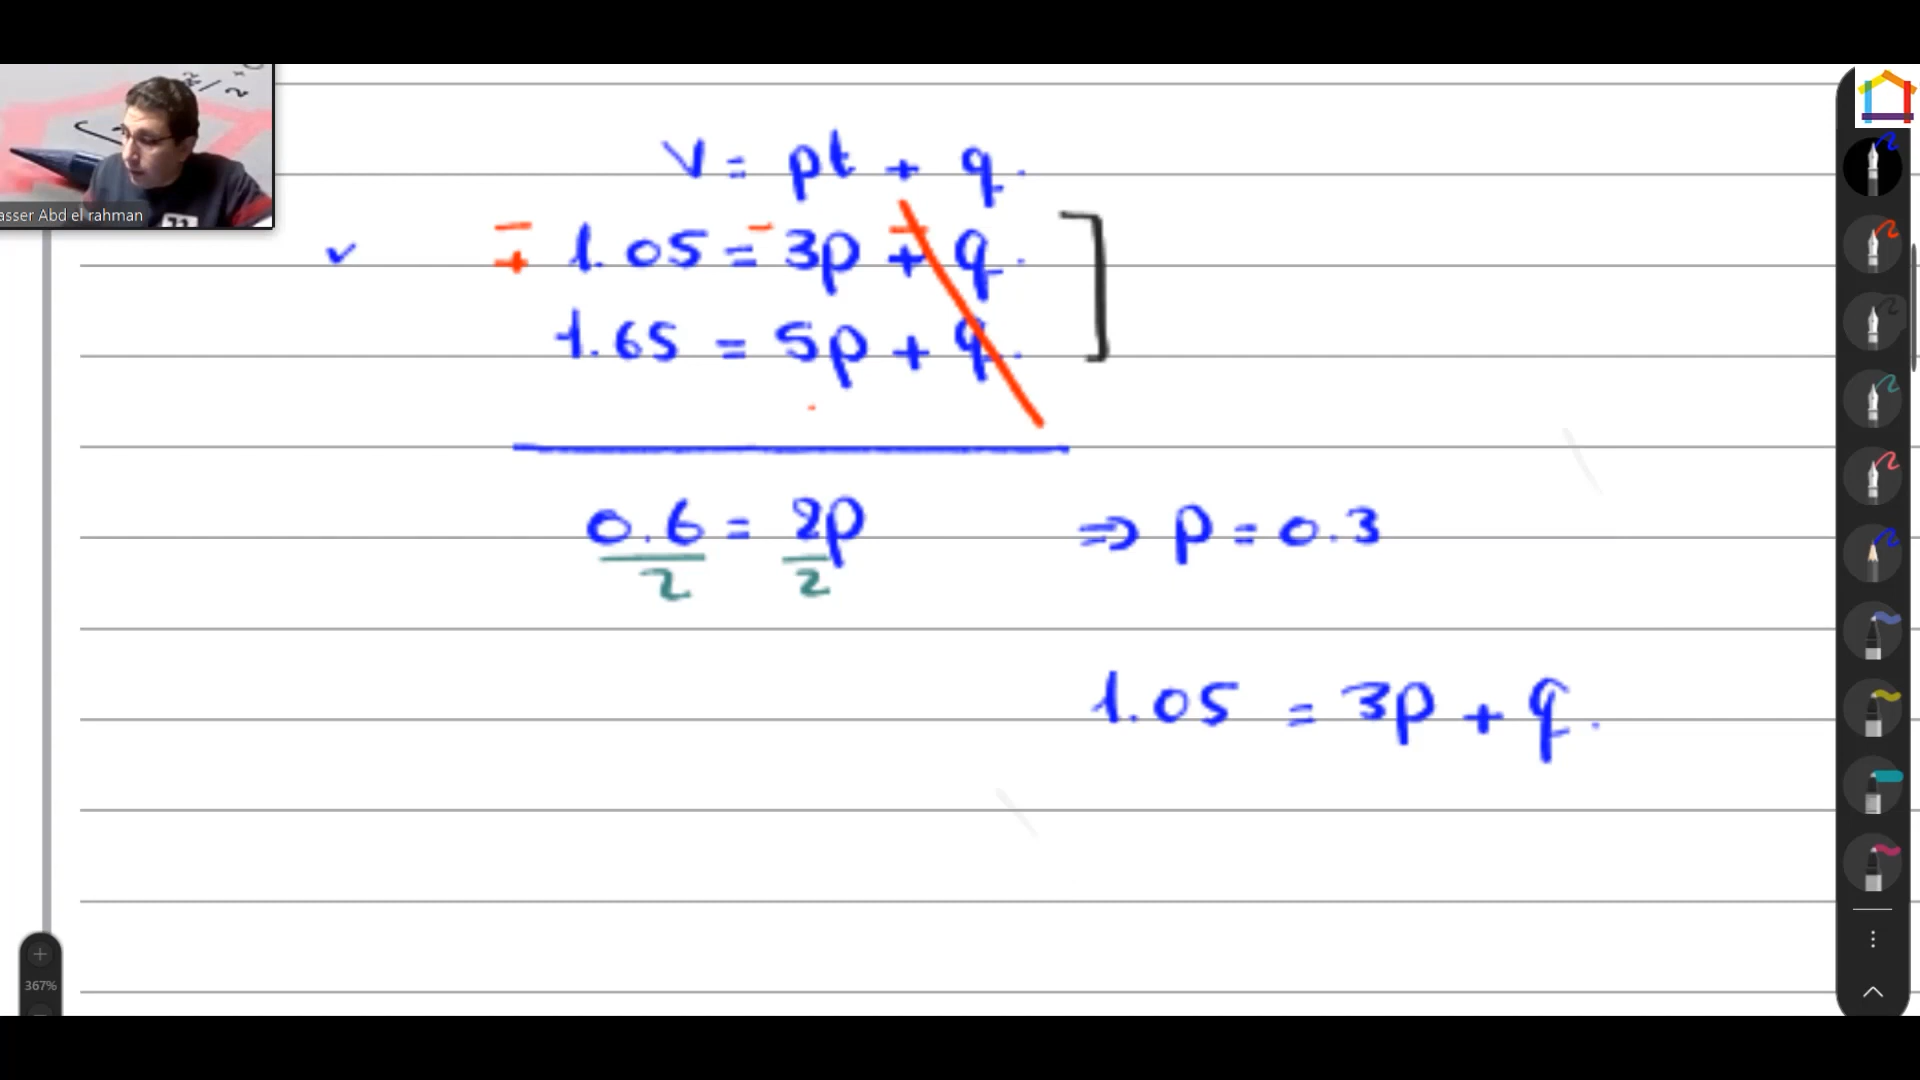 asser Abd el rahman
V = pt + q.
1.05 = 3p + q.
1.65 = 5p + q.
0.6 = 2p ⇒ p = 0.3
2 2
1.05 = 3p + q.
367%